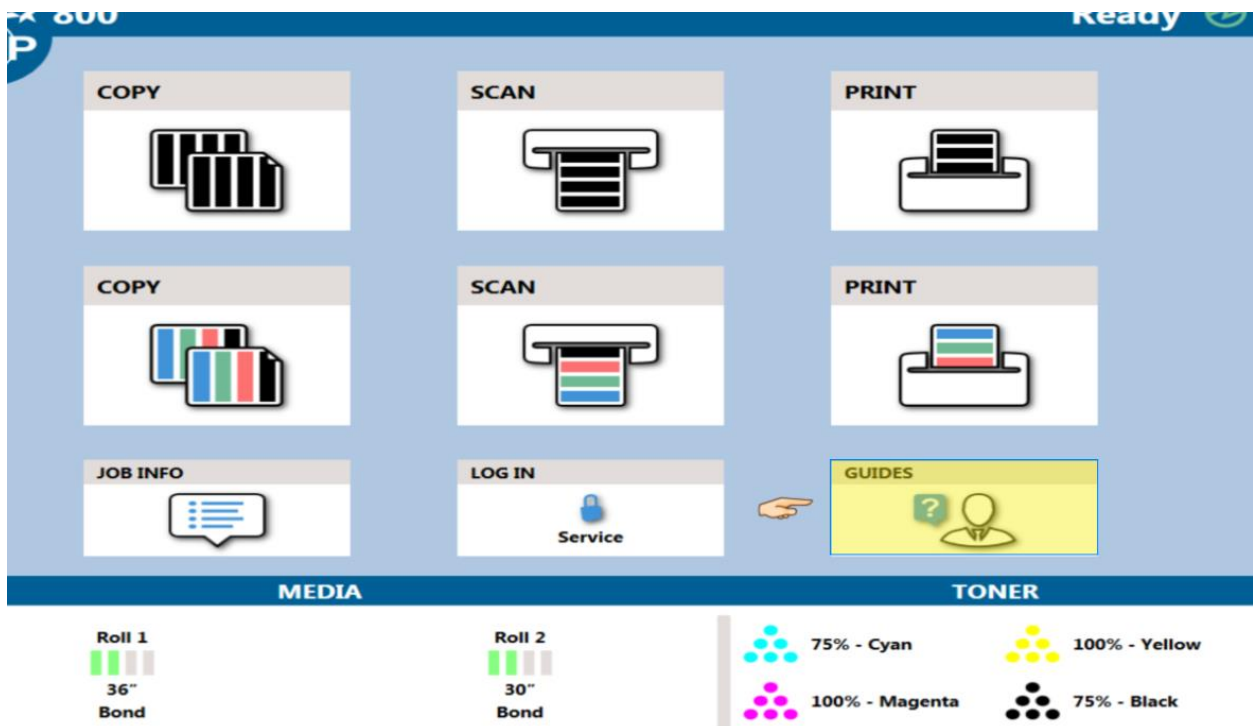 800 Ready
P
COPY SCAN PRINT
COPY SCAN PRINT
JOB INFO LOG IN GUIDES
?
Service
MEDIA TONER
Roll 1 Roll 2
75% - Cyan 100% - Yellow
36"
Bond
30"
Bond
100% - Magenta 75% - Black